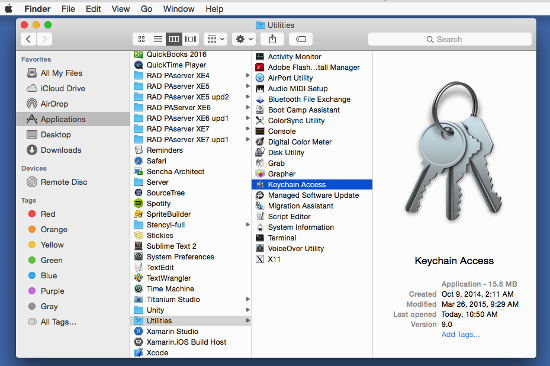 Finder File Edit View Go Window Help
Utilities
Search
Favorites
All My Files
iCloud Drive
AirDrop
Applications
Desktop
Downloads
Devices
Remote Disc
Tags
Red
Orange
Yellow
Green
Blue
Purple
Gray
All Tags...
QuickBooks 2016
QuickTime Player
RAD PAserver XE4
RAD PAServer XE5
RAD PAServer XE5 upd2
RAD PAServer XE6
RAD PAServer XE6 upd1
RAD PAServer XE7
RAD PAServer XE7 upd1
Reminders
Safari
Sencha Architect
Server
SourceTree
Spotify
SpriteBuilder
Stencyl-full
Stickies
Sublime Text 2
System Preferences
TextEdit
TextWrangler
Time Machine
Titanium Studio
Unity
Utilities
Xamarin Studio
Xamarin.iOS Build Host
Xcode
Activity Monitor
Adobe Flash...tall Manager
AirPort Utility
Audio MIDI Setup
Bluetooth File Exchange
Boot Camp Assistant
ColorSync Utility
Console
Digital Color Meter
Disk Utility
Grab
Grapher
Keychain Access
Managed Software Update
Migration Assistant
Script Editor
System Information
Terminal
VoiceOver Utility
X11
Keychain Access
Application - 15.6 MB
Created Oct 9, 2014, 2:11 AM
Modified Mar 26, 2015, 9:29 AM
Last opened Today, 10:50 AM
Version 9.0
Add Tags...